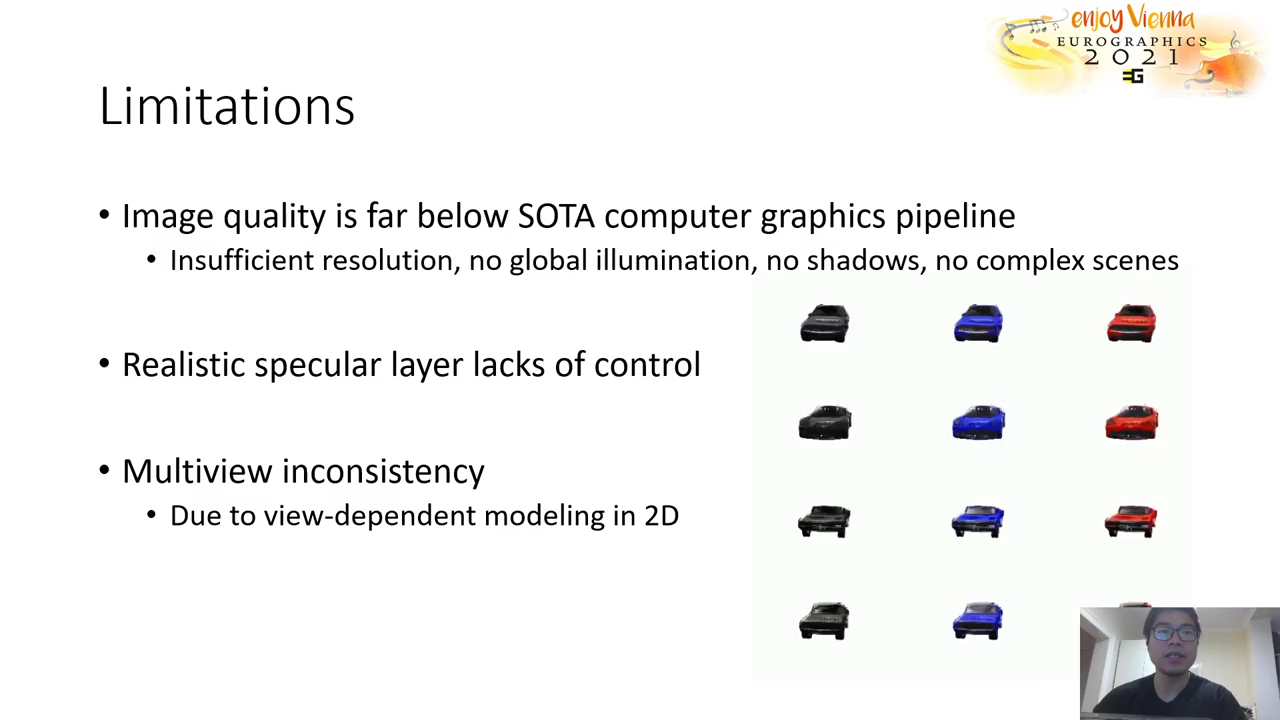 enjoy Vienna
EUROGRAPHICS
2021
EG
Limitations
• Image quality is far below SOTA computer graphics pipeline
• Insufficient resolution, no global illumination, no shadows, no complex scenes
• Realistic specular layer lacks of control
• Multiview inconsistency
• Due to view-dependent modeling in 2D